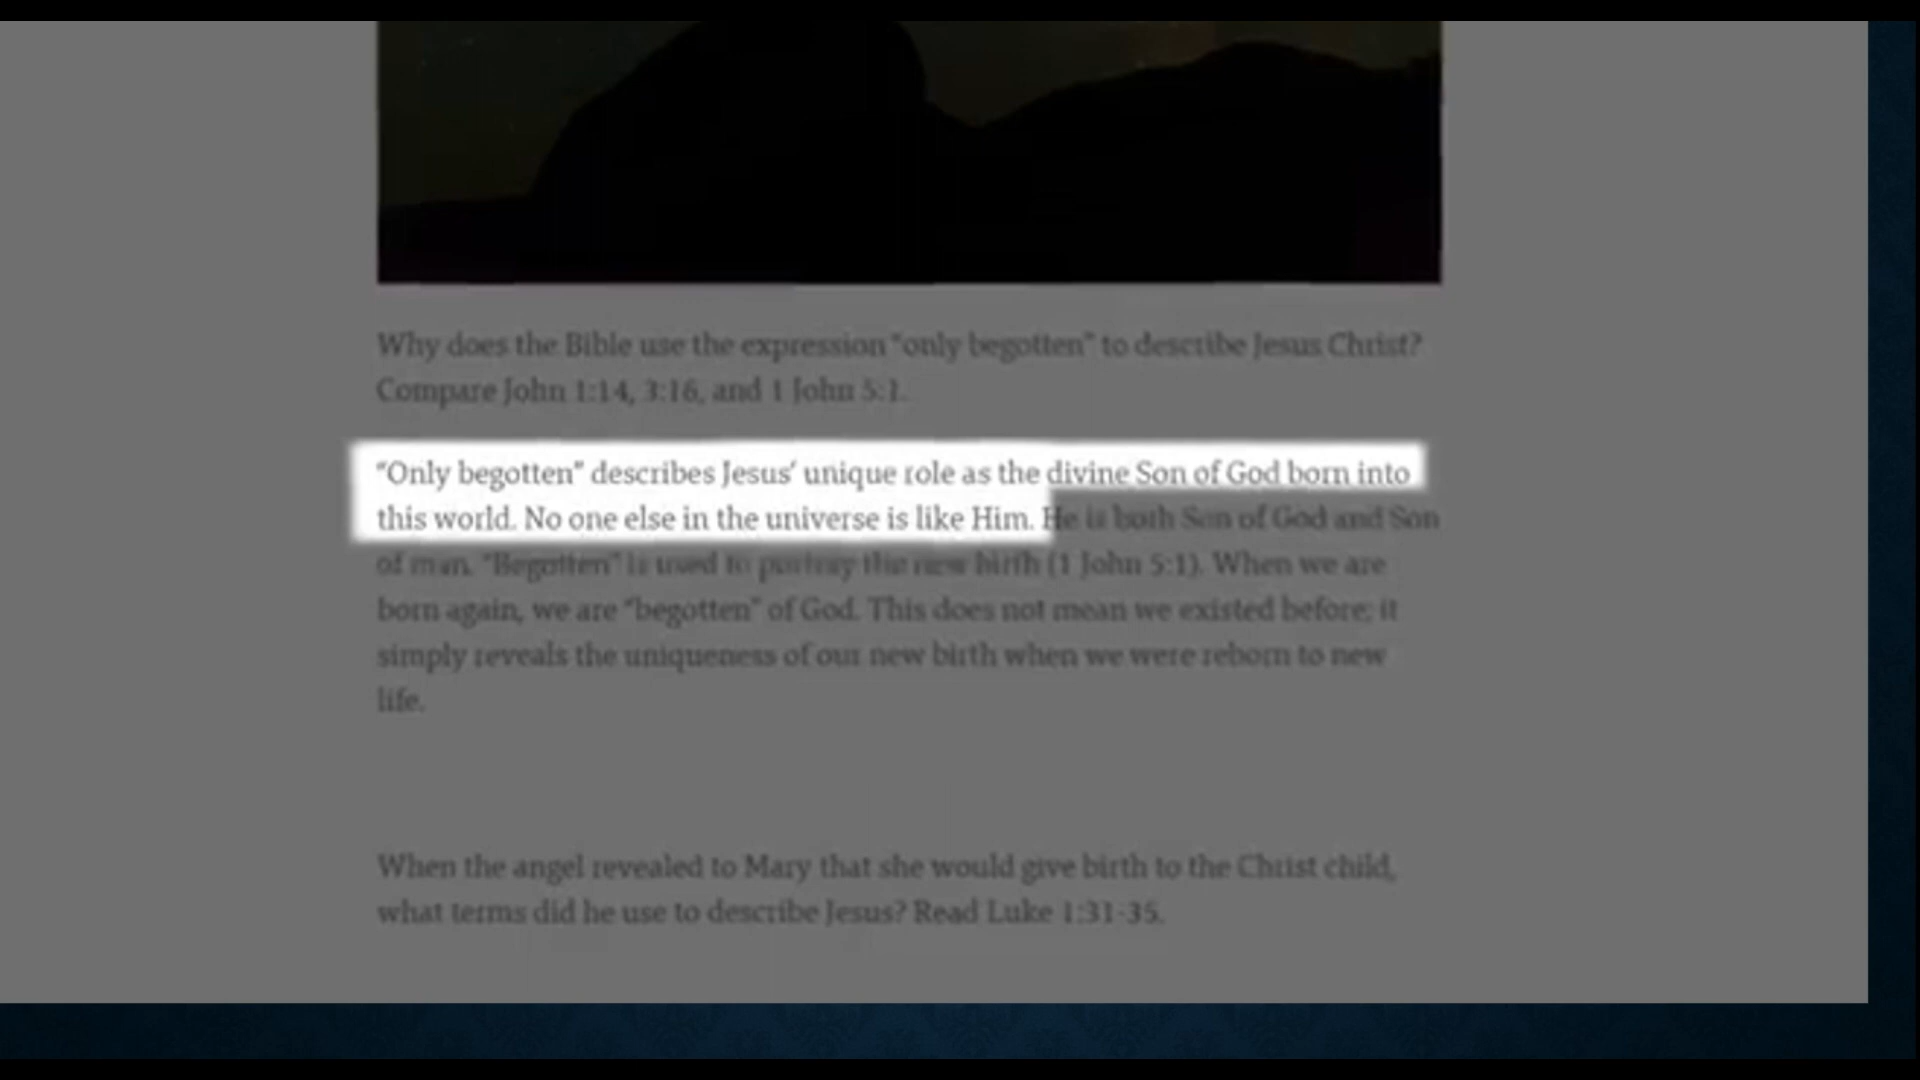 Why does the Bible use the expression “only begotten” to describe Jesus Christ?
Compare John 1:14, 3:16, and 1 John 5:1.
“Only begotten” describes Jesus’ unique role as the divine Son of God born into
this world. No one else in the universe is like Him. He is both Son of God and Son
of man. “Begotten” is used to portray the new birth (1 John 5:1). When we are
born again, we are “begotten” of God. This does not mean we existed before; it
simply reveals the uniqueness of our new birth when we were reborn to new
life.
When the angel revealed to Mary that she would give birth to the Christ child,
what terms did he use to describe Jesus? Read Luke 1:31-35.